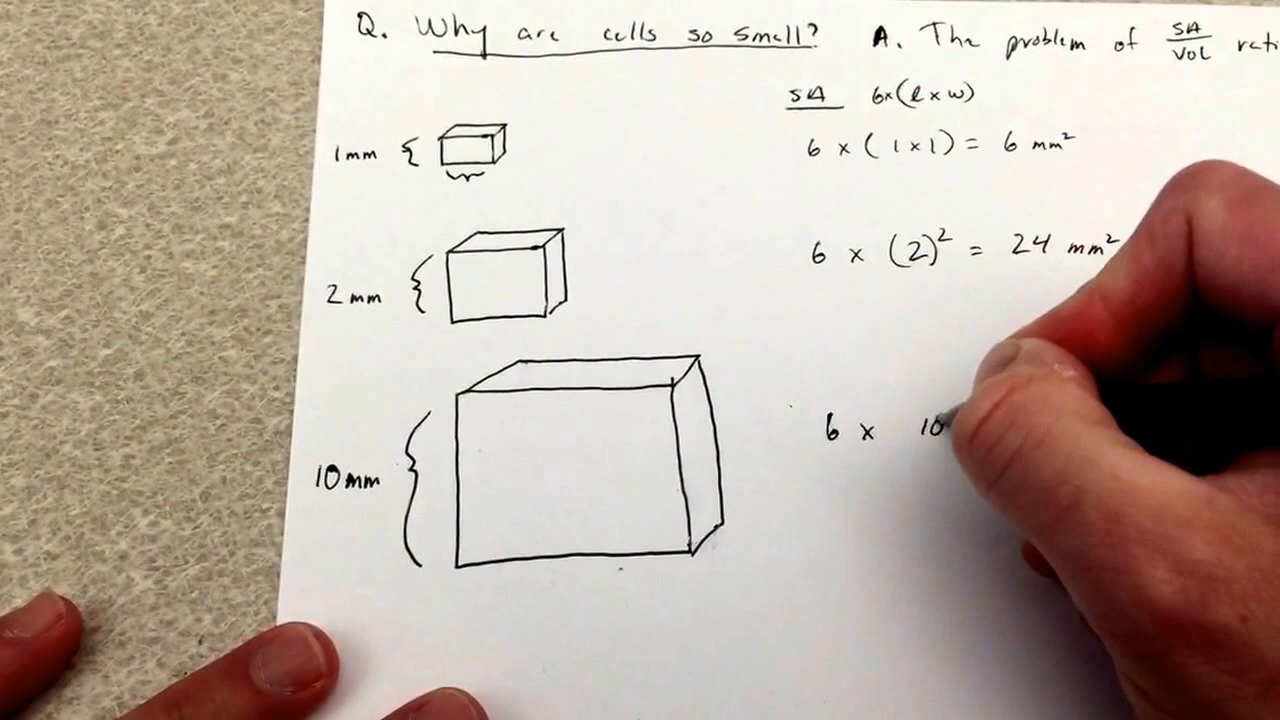 Q. Why are cells so small?
A. The problem of SA/VOL rati
SA 6x(l x w)
1mm
6 x (1x1) = 6 mm²
2mm
6 x (2)² = 24 mm²
10mm
6 x 10